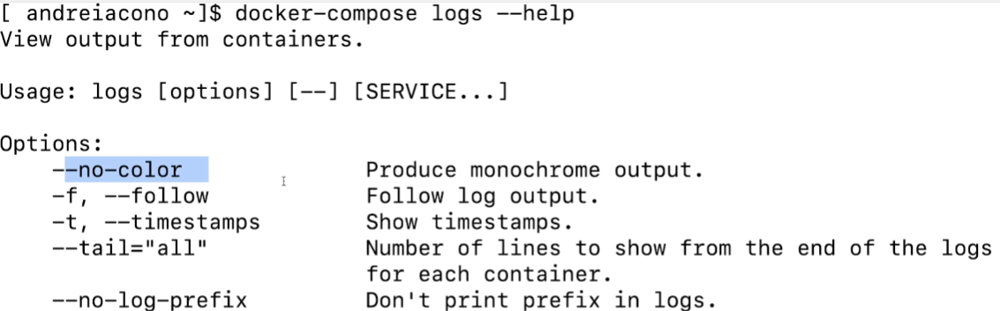 [ andreiacono ~]$ docker-compose logs --help
View output from containers.
Usage: logs [options] [--] [SERVICE...]
Options:
--no-color Produce monochrome output.
-f, --follow Follow log output.
-t, --timestamps Show timestamps.
--tail="all" Number of lines to show from the end of the logs
for each container.
--no-log-prefix Don't print prefix in logs.